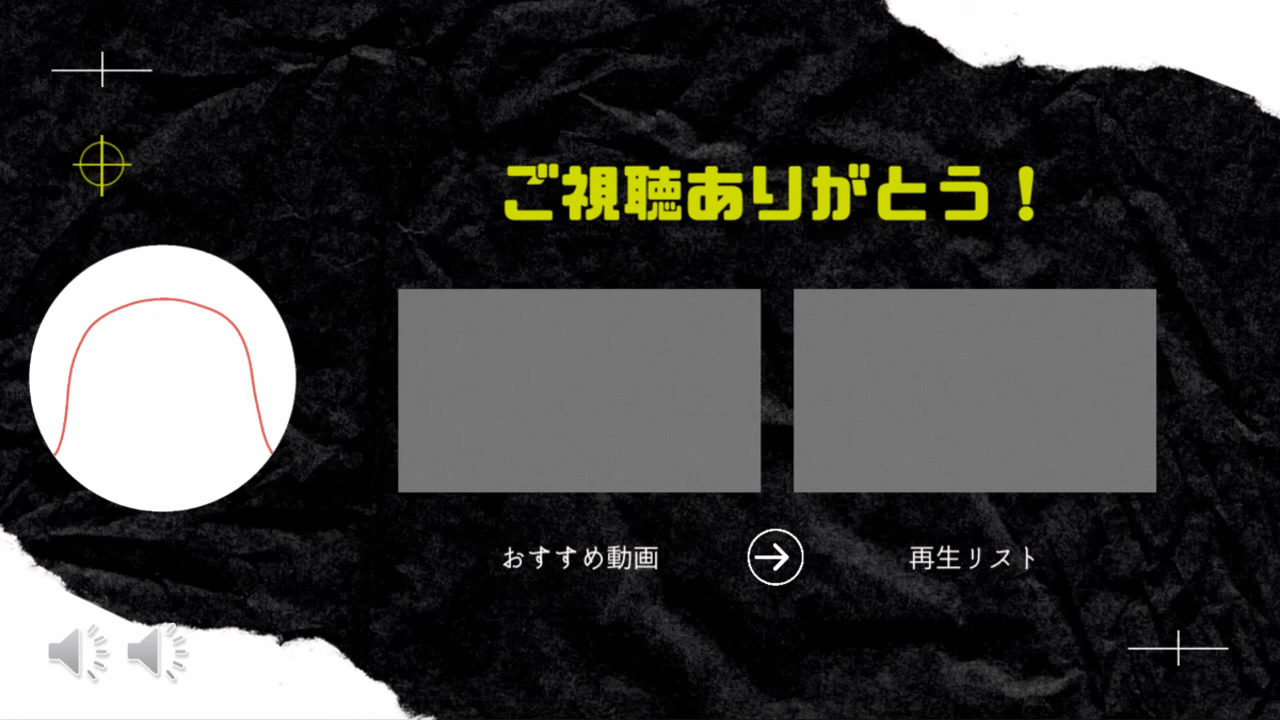 ご視聴ありがとう！
おすすめ動画
再生リスト